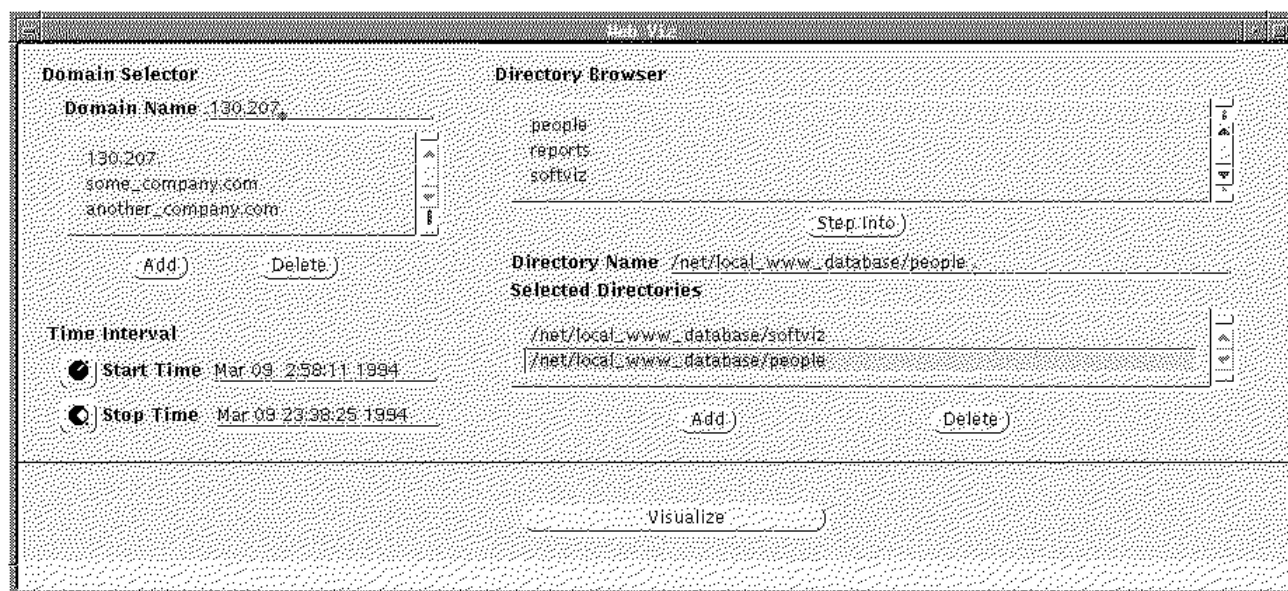 Web Viz
Domain Selector
Domain Name 130.207.
130.207.
some_company.com
another_company.com
Add
Delete
Time Interval
Start Time Mar 09 2:58:11 1994
Stop Time Mar 09 23:38:25 1994
Directory Browser
people
reports
softviz
Step Into
Directory Name /net/local_www_database/people
Selected Directories
/net/local_www_database/softviz
/net/local_www_database/people
Add
Delete
Visualize